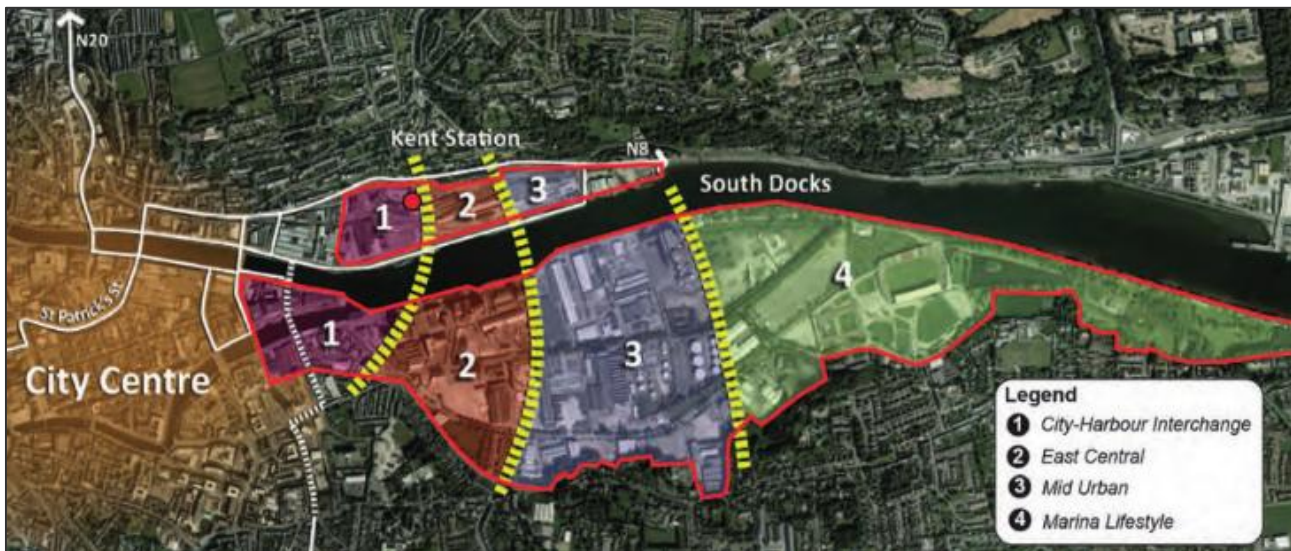 N20
Kent Station
N8
South Docks
1
2
3
4
1
2
3
St Patrick's St.
City Centre
Legend
1 City-Harbour Interchange
2 East Central
3 Mid Urban
4 Marina Lifestyle